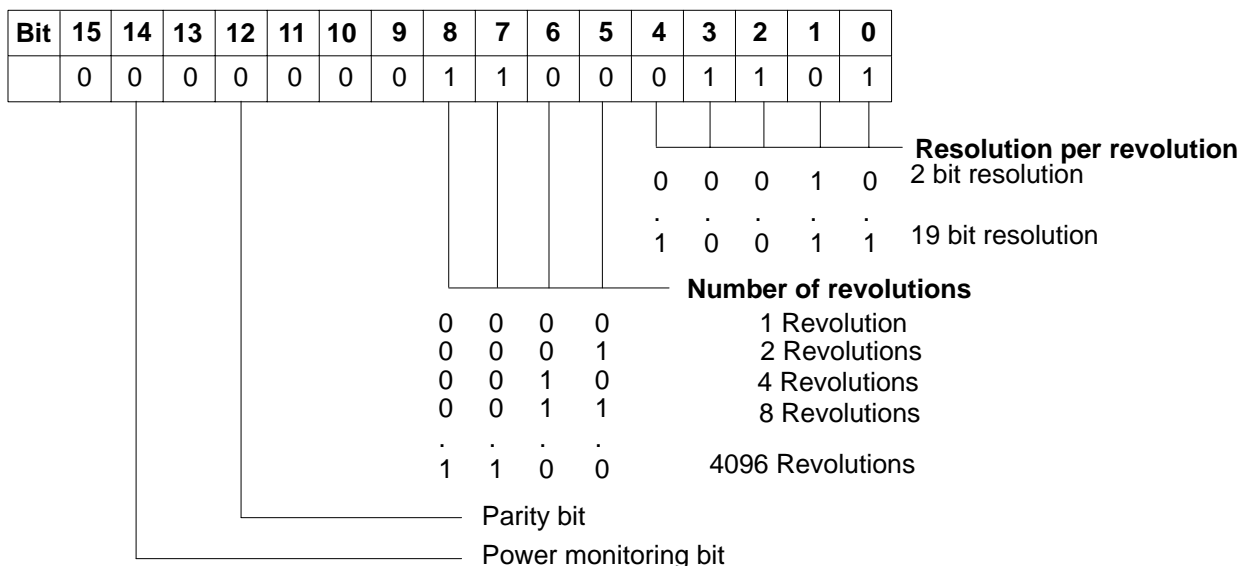 Bit 15 14 13 12 11 10 9 8 7 6 5 4 3 2 1 0
0 0 0 0 0 0 0 1 1 0 0 0 1 1 0 1
Resolution per revolution
0 0 0 1 0 2 bit resolution
. . . . .
1 0 0 1 1 19 bit resolution
Number of revolutions
0 0 0 0 1 Revolution
0 0 0 1 2 Revolutions
0 0 1 0 4 Revolutions
0 0 1 1 8 Revolutions
. . . .
1 1 0 0 4096 Revolutions
Parity bit
Power monitoring bit